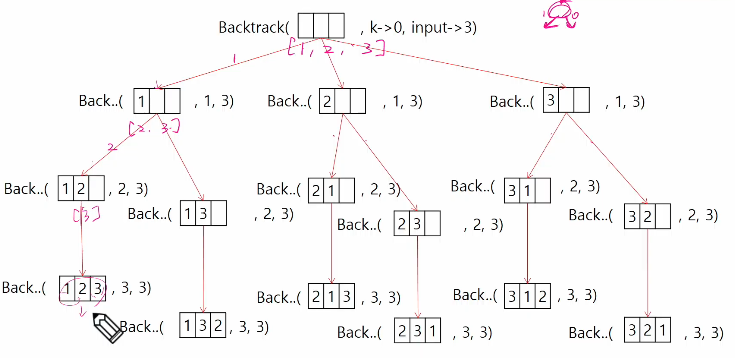 Backtrack( , k->0, input->3)
[1, 2, 3]
1
Back..( 1 , 1, 3)
Back..( 2 , 1, 3)
Back..( 3 , 1, 3)
[2, 3]
2
Back..( 1 2 , 2, 3)
Back..( 1 3 , 2, 3)
Back..( 2 1 , 2, 3)
Back..( 2 3 , 2, 3)
Back..( 3 1 , 2, 3)
Back..( 3 2 , 2, 3)
[3]
Back..( 1 2 3 , 3, 3)
Back..( 1 3 2 , 3, 3)
Back..( 2 1 3 , 3, 3)
Back..( 2 3 1 , 3, 3)
Back..( 3 1 2 , 3, 3)
Back..( 3 2 1 , 3, 3)